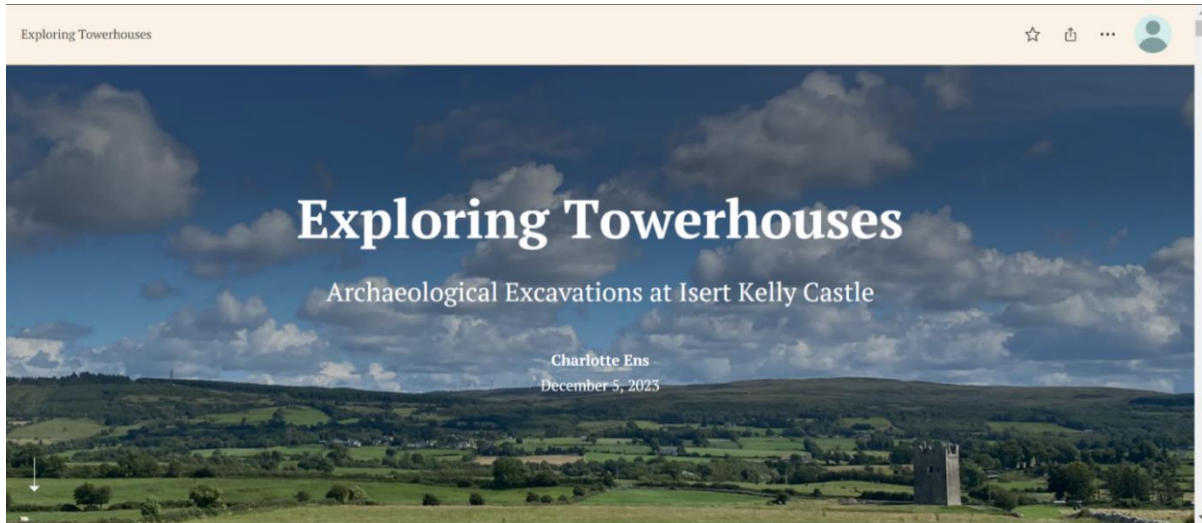 Exploring Towerhouses
Exploring Towerhouses
Archaeological Excavations at Isert Kelly Castle
Charlotte Ens
December 5, 2023